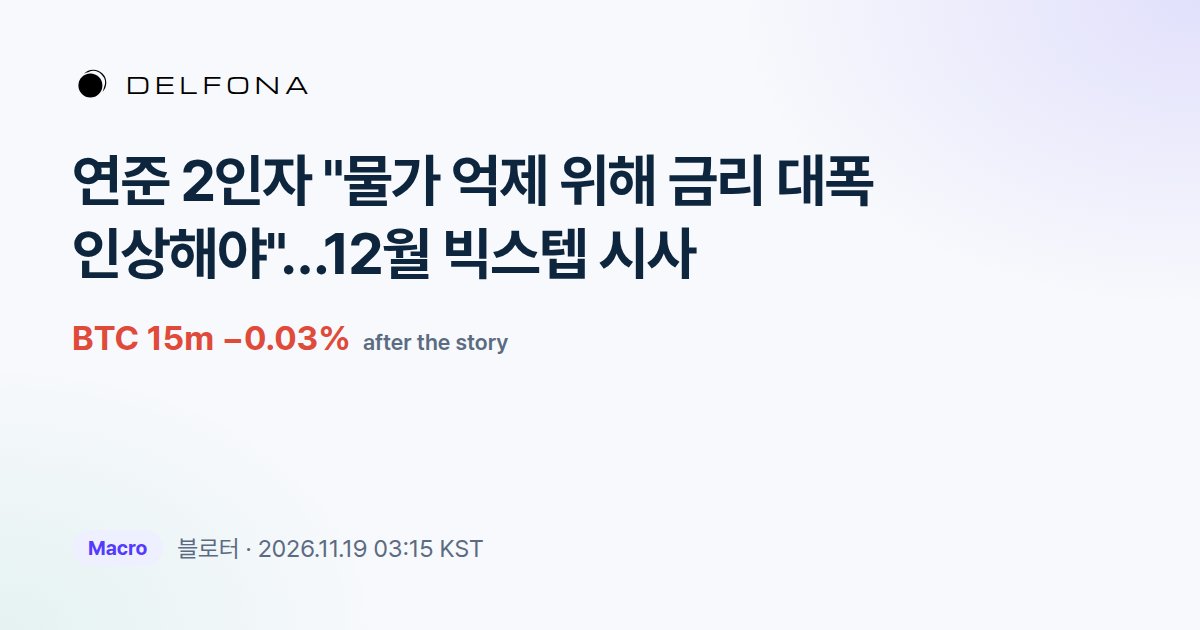 DELFONA
연준 2인자 "물가 억제 위해 금리 대폭
인상해야"...12월 빅스텝 시사
BTC 15m −0.03% after the story
Macro 블로터 · 2026.11.19 03:15 KST